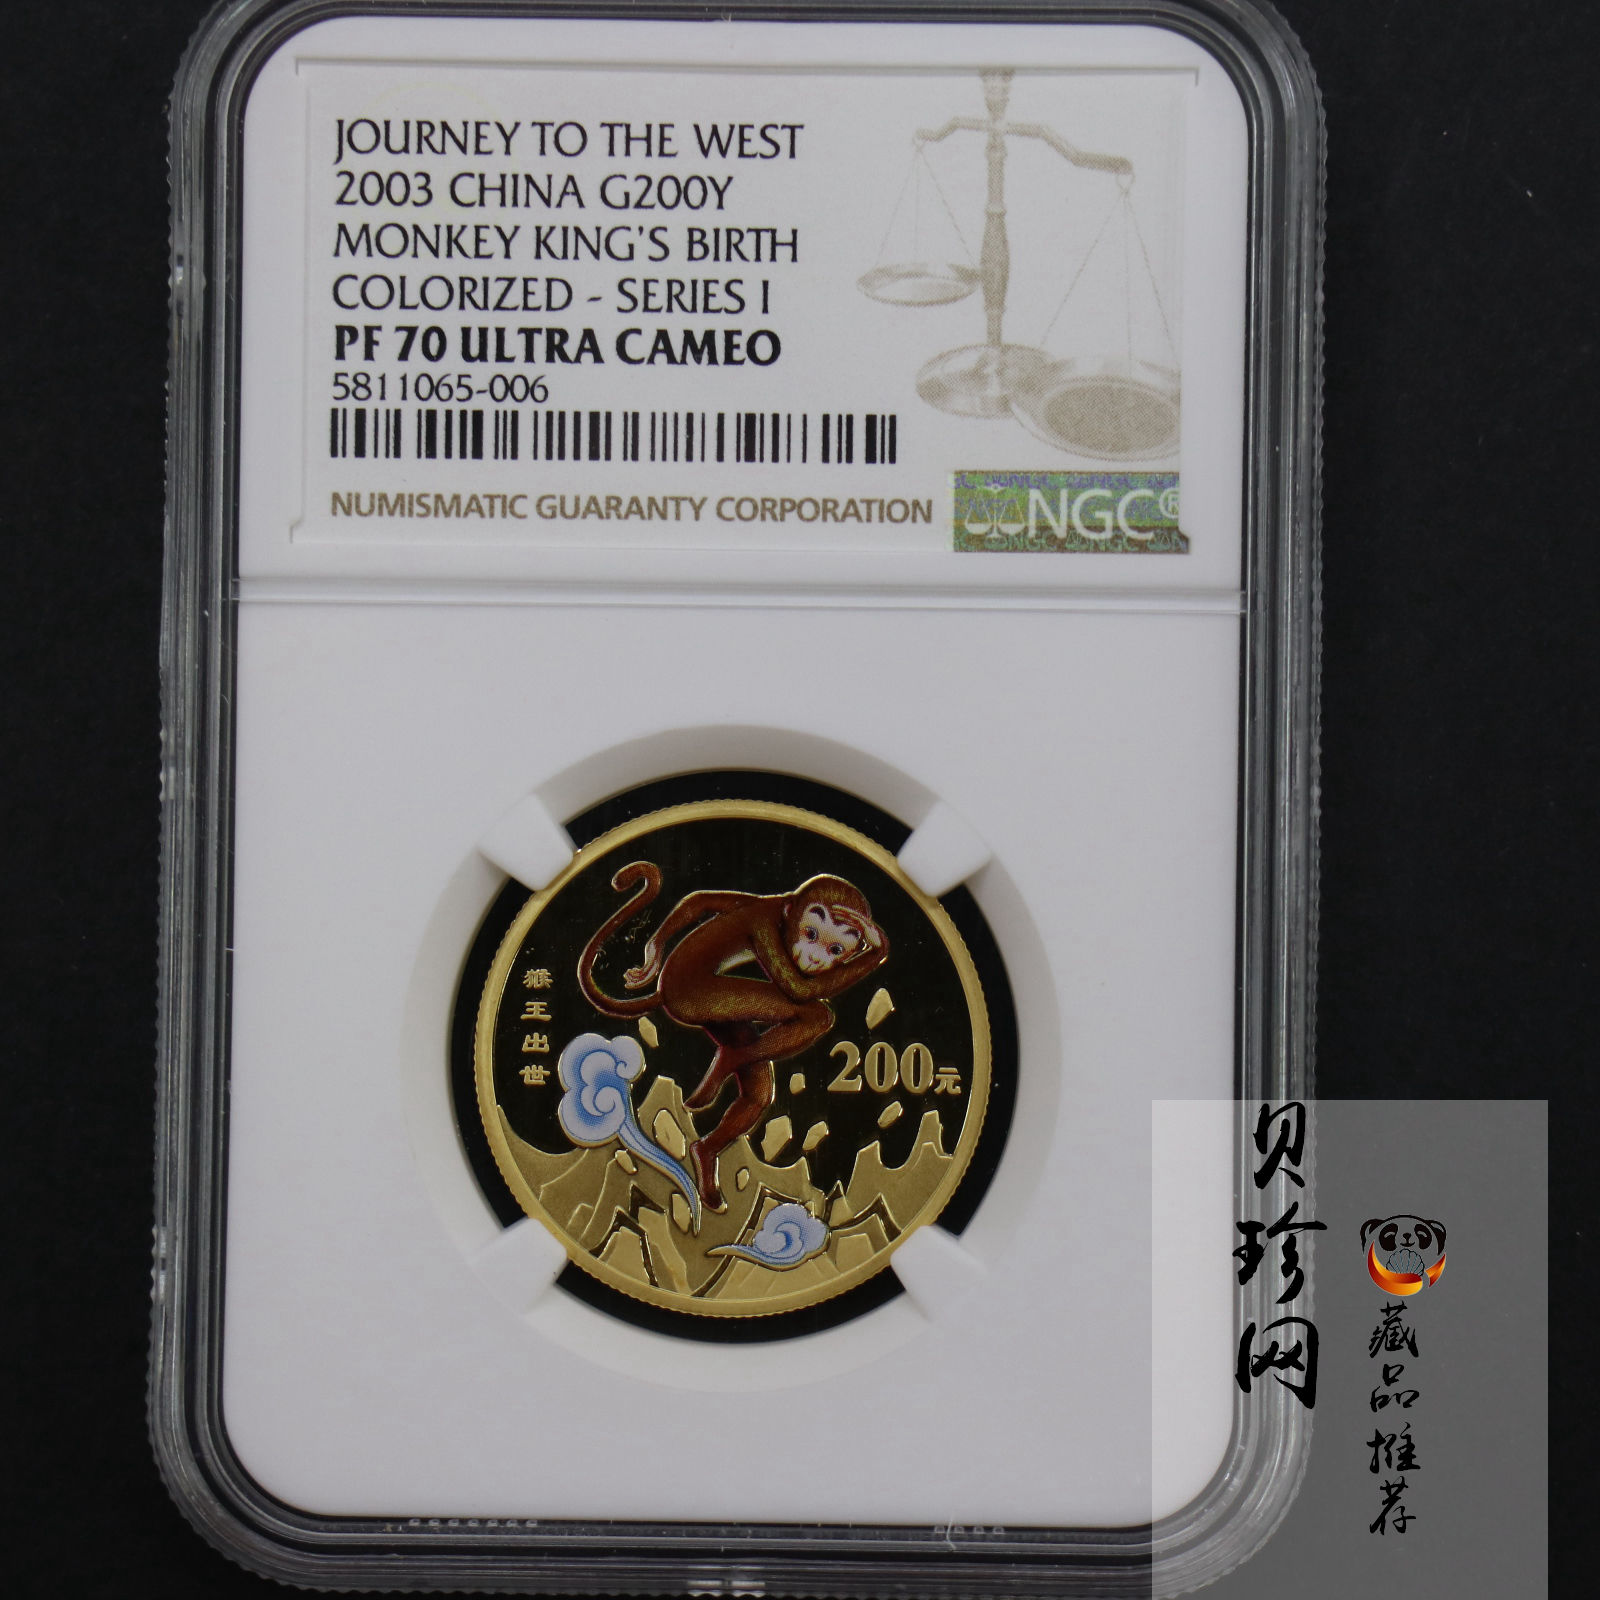 JOURNEY TO THE WEST
2003 CHINA G200Y
MONKEY KING'S BIRTH
COLORIZED - SERIES I
PF 70 ULTRA CAMEO
5811065-006
NUMISMATIC GUARANTY CORPORATION
NGC®
猴王出世
200元
贝珍网
藏品推荐